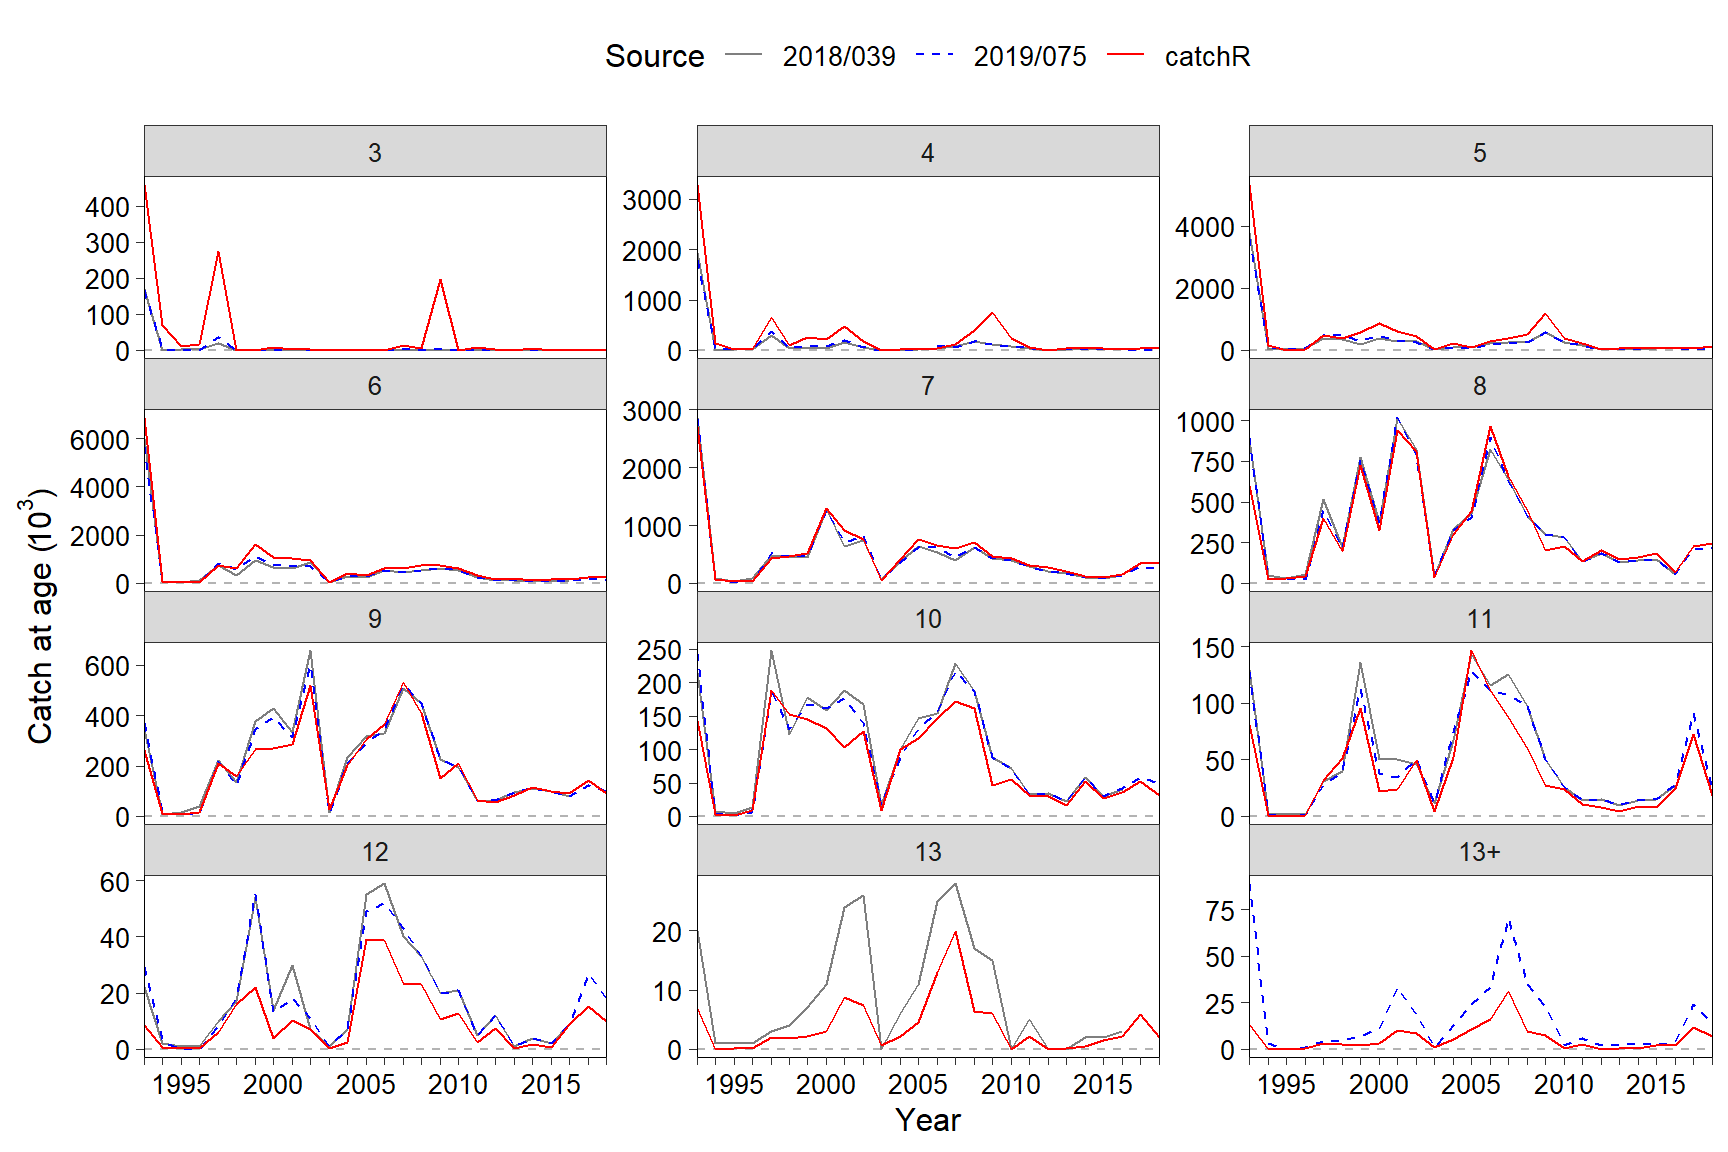 Source 2018/039 2019/075 catchR
3 4 5
400 300 200 100 0
3000 2000 1000 0
4000 2000 0
6 7 8
6000 4000 2000 0
3000 2000 1000 0
1000 750 500 250 0
9 10 11
600 400 200 0
250 200 150 100 50 0
150 100 50 0
12 13 13+
60 40 20 0
20 10 0
75 50 25 0
1995 2000 2005 2010 2015 1995 2000 2005 2010 2015 1995 2000 2005 2010 2015
Year
Catch at age (10³)